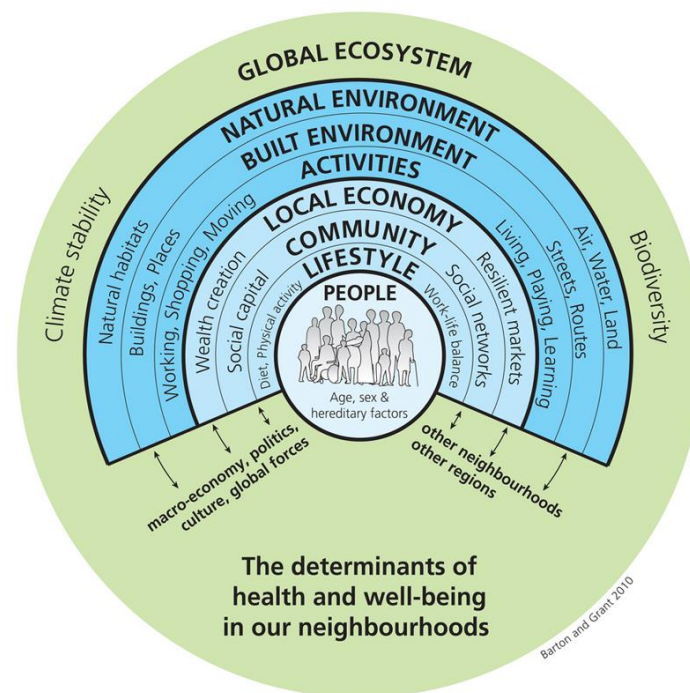 GLOBAL ECOSYSTEM
NATURAL ENVIRONMENT
BUILT ENVIRONMENT
ACTIVITIES
LOCAL ECONOMY
COMMUNITY
LIFESTYLE
PEOPLE
Age, sex &
hereditary factors
Climate stability
Natural habitats
Buildings, Places
Working, Shopping, Moving
Wealth creation
Social capital
Diet, Physical activity
Work-life balance
Social networks
Resilient markets
Living, Playing, Learning
Streets, Routes
Air, Water, Land
Biodiversity
macro-economy, politics,
culture, global forces
other neighbourhoods
other regions
The determinants of
health and well-being
in our neighbourhoods
Barton and Grant 2010